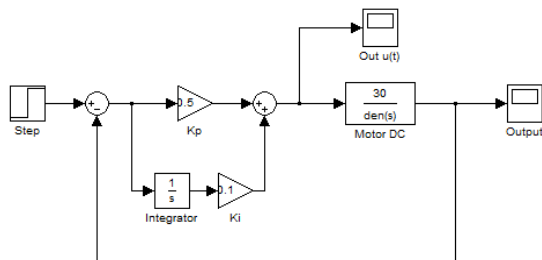 Out u(t)
Step
0.5
Kp
30
den(s)
Motor DC
Output
1
s
Integrator
0.1
Ki